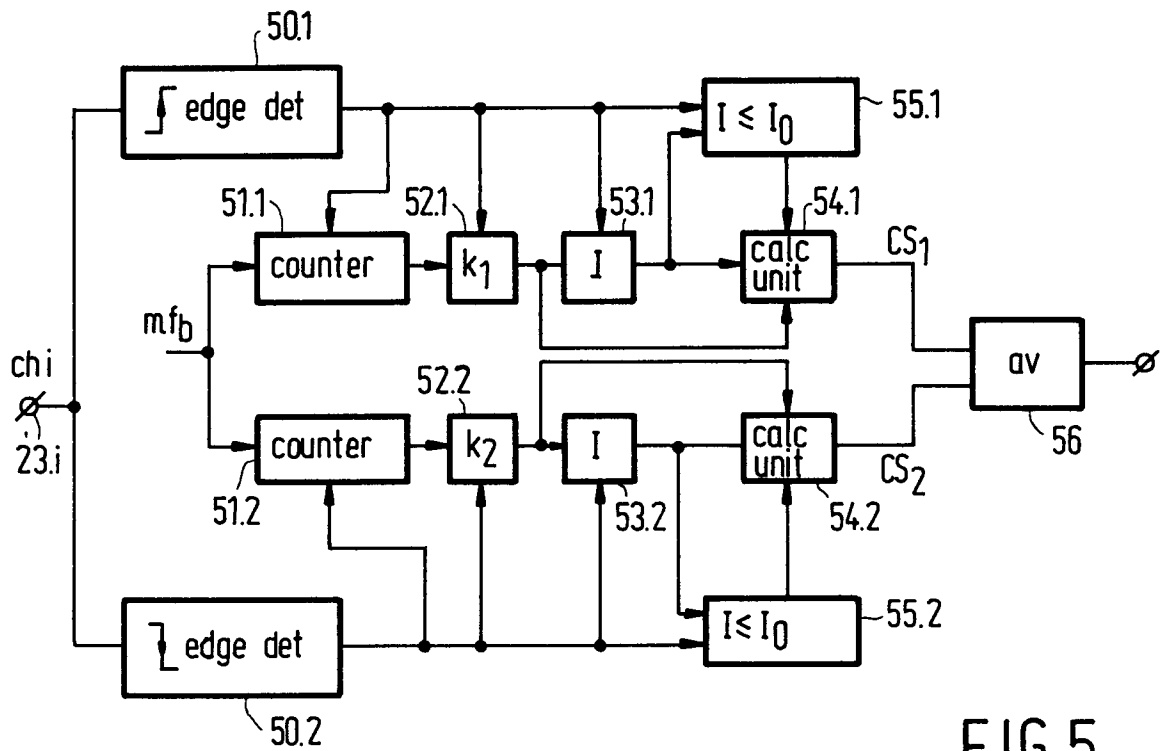 50.1
edge det
I ≤ I0
55.1
51.1
52.1
53.1
54.1
counter
k1
I
calc
unit
CS1
m.fb
av
56
ch i
23.i
52.2
counter
k2
I
calc
unit
CS2
51.2
53.2
54.2
edge det
I ≤ I0
55.2
50.2
FIG.5